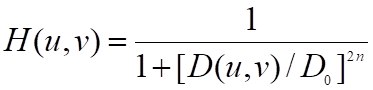 H(u,v) = 1 / (1+[D(u,v)/D₀]²ⁿ)